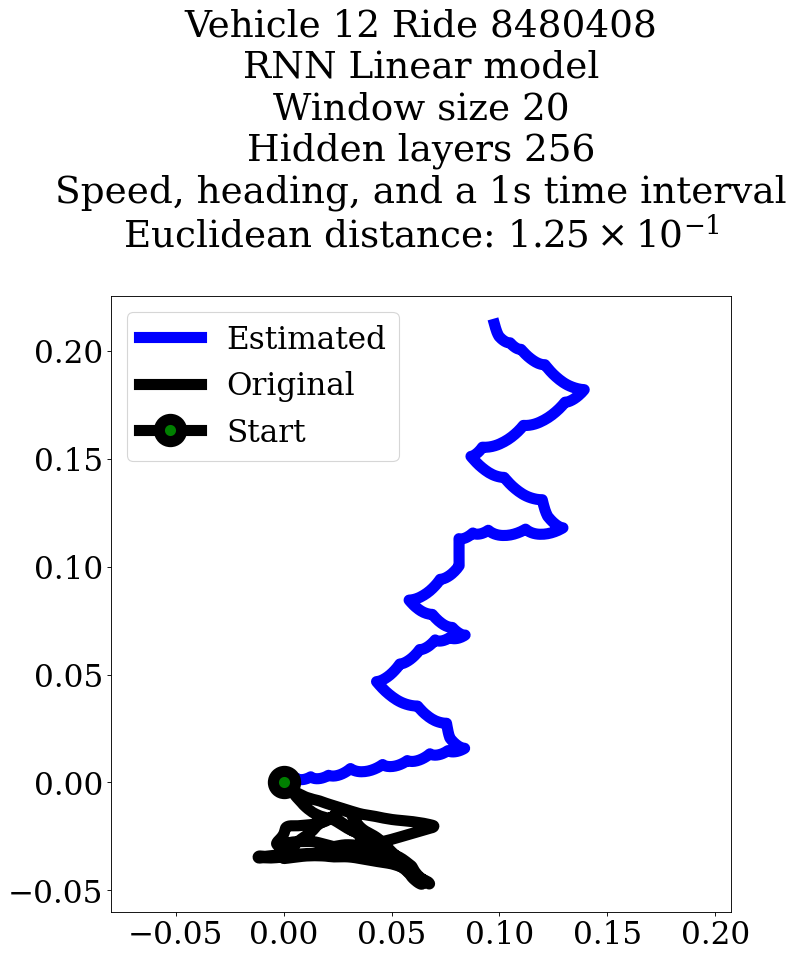 Vehicle 12 Ride 8480408
RNN Linear model
Window size 20
Hidden layers 256
Speed, heading, and a 1s time interval
Euclidean distance: 1.25 × 10⁻¹
Estimated
Original
Start
0.20
0.15
0.10
0.05
0.00
−0.05
−0.05 0.00 0.05 0.10 0.15 0.20